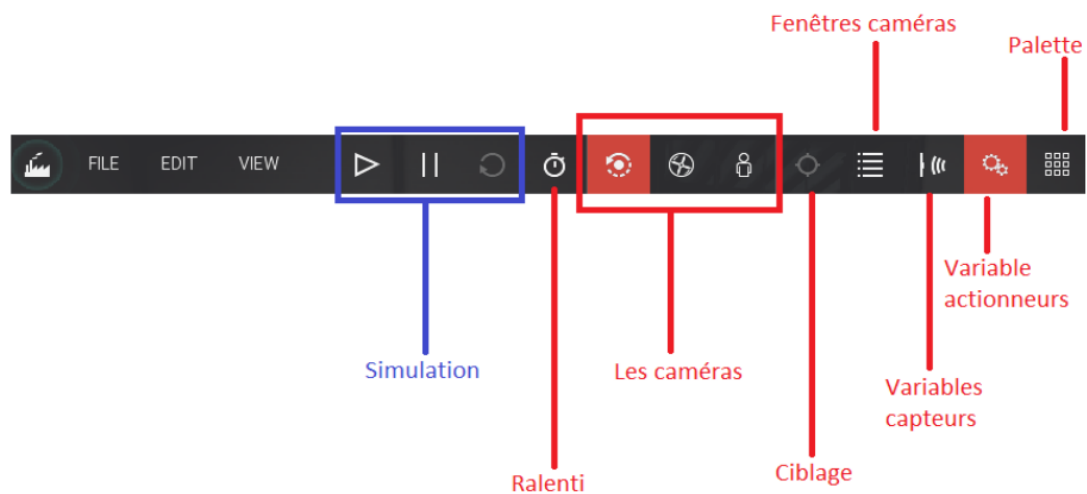 Fenêtres caméras
Palette
FILE EDIT VIEW
Variable
actionneurs
Simulation
Les caméras
Variables
capteurs
Ciblage
Ralenti